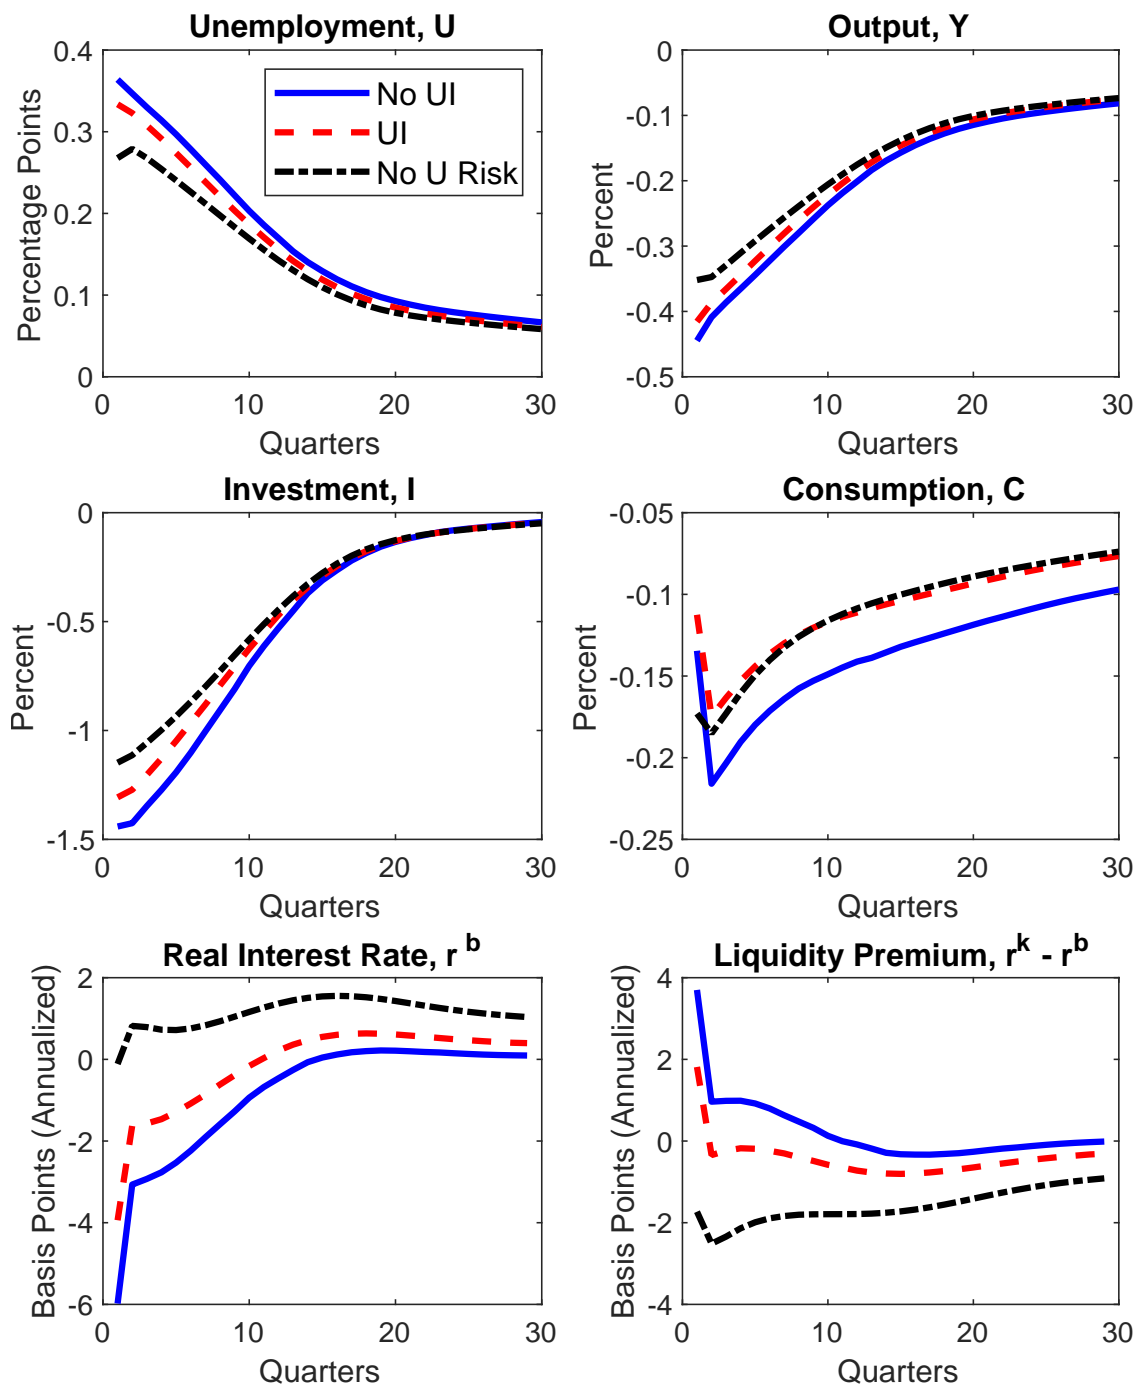 Unemployment, U
Percentage Points
0.4
0.3
0.2
0.1
0
0
10
20
30
Quarters
No UI
UI
No U Risk
Output, Y
Percent
0
-0.1
-0.2
-0.3
-0.4
-0.5
0
10
20
30
Quarters
Investment, I
Percent
0
-0.5
-1
-1.5
0
10
20
30
Quarters
Consumption, C
Percent
-0.05
-0.1
-0.15
-0.2
-0.25
0
10
20
30
Quarters
Real Interest Rate, r b
Basis Points (Annualized)
2
0
-2
-4
-6
0
10
20
30
Quarters
Liquidity Premium, rk - rb
Basis Points (Annualized)
4
2
0
-2
-4
0
10
20
30
Quarters